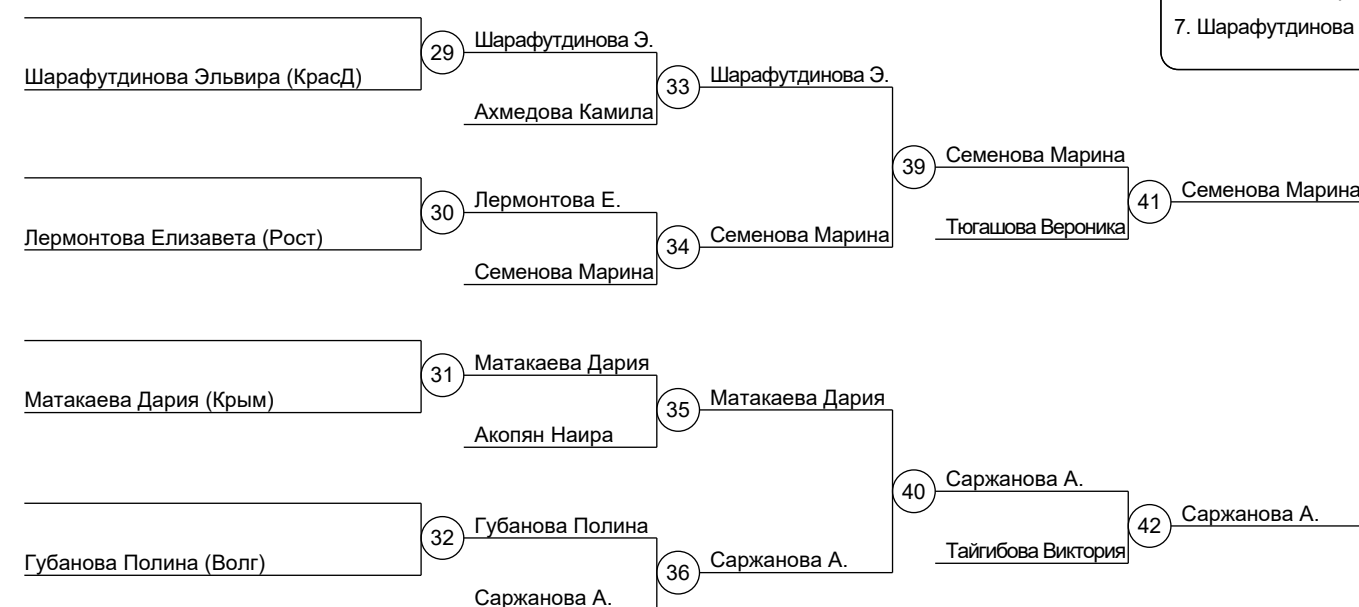 7. Шарафутдинова
Шарафутдинова Э.
29
Шарафутдинова Эльвира (КрасД)
Шарафутдинова Э.
33
Ахмедова Камила
Семенова Марина
39
Семенова Марина
41
Лермонтова Е.
30
Тюгашова Вероника
Лермонтова Елизавета (Рост)
Семенова Марина
34
Семенова Марина
Матакаева Дария
31
Матакаева Дария (Крым)
Матакаева Дария
35
Акопян Наира
Саржанова А.
40
Саржанова А.
42
Губанова Полина
32
Тайгибова Виктория
Губанова Полина (Волг)
Саржанова А.
36
Саржанова А.